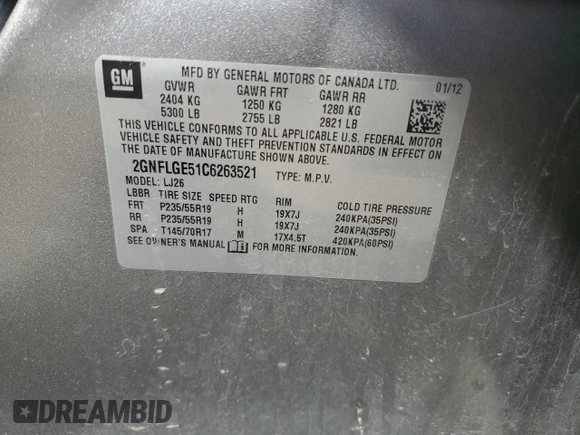 GM
MFD BY GENERAL MOTORS OF CANADA LTD. 01/12
GVWR GAWR FRT GAWR RR
2404 KG 1250 KG 1280 KG
5300 LB 2755 LB 2821 LB
THIS VEHICLE CONFORMS TO ALL APPLICABLE U.S. FEDERAL MOTOR
VEHICLE SAFETY AND THEFT PREVENTION STANDARDS IN EFFECT ON
THE DATE OF MANUFACTURE SHOWN ABOVE.
2GNFLGE51C6263521 TYPE: M.P.V.
MODEL: LJ26
LBBR TIRE SIZE SPEED RTG RIM COLD TIRE PRESSURE
FRT P235/55R19 H 19X7J 240KPA(35PSI)
RR P235/55R19 H 19X7J 240KPA(35PSI)
SPA T145/70R17 M 17X4.5T 420KPA(60PSI)
SEE OWNER'S MANUAL FOR MORE INFORMATION.
DREAMBID